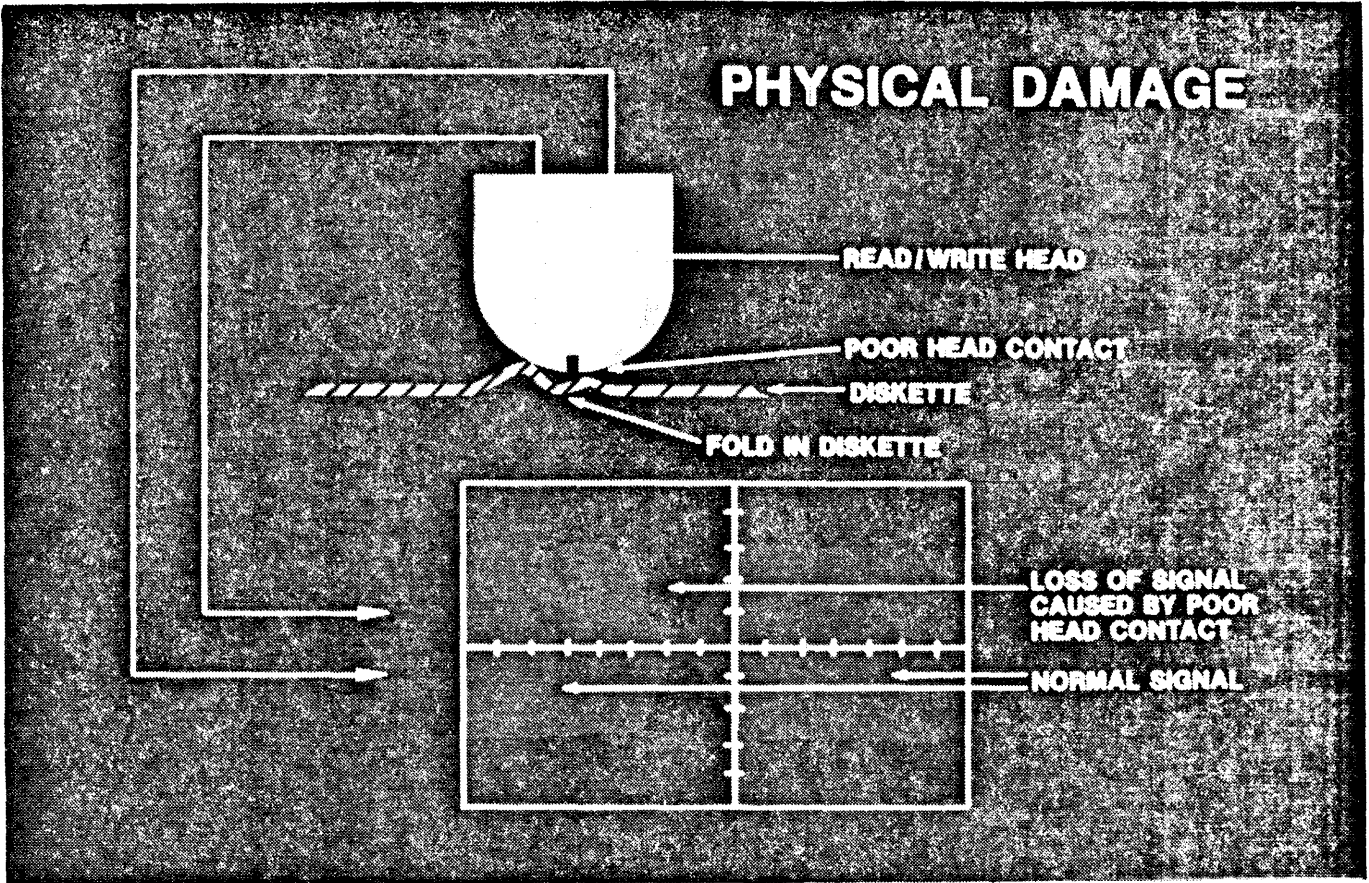 PHYSICAL DAMAGE
READ/WRITE HEAD
POOR HEAD CONTACT
DISKETTE
FOLD IN DISKETTE
LOSS OF SIGNAL
CAUSED BY POOR
HEAD CONTACT
NORMAL SIGNAL